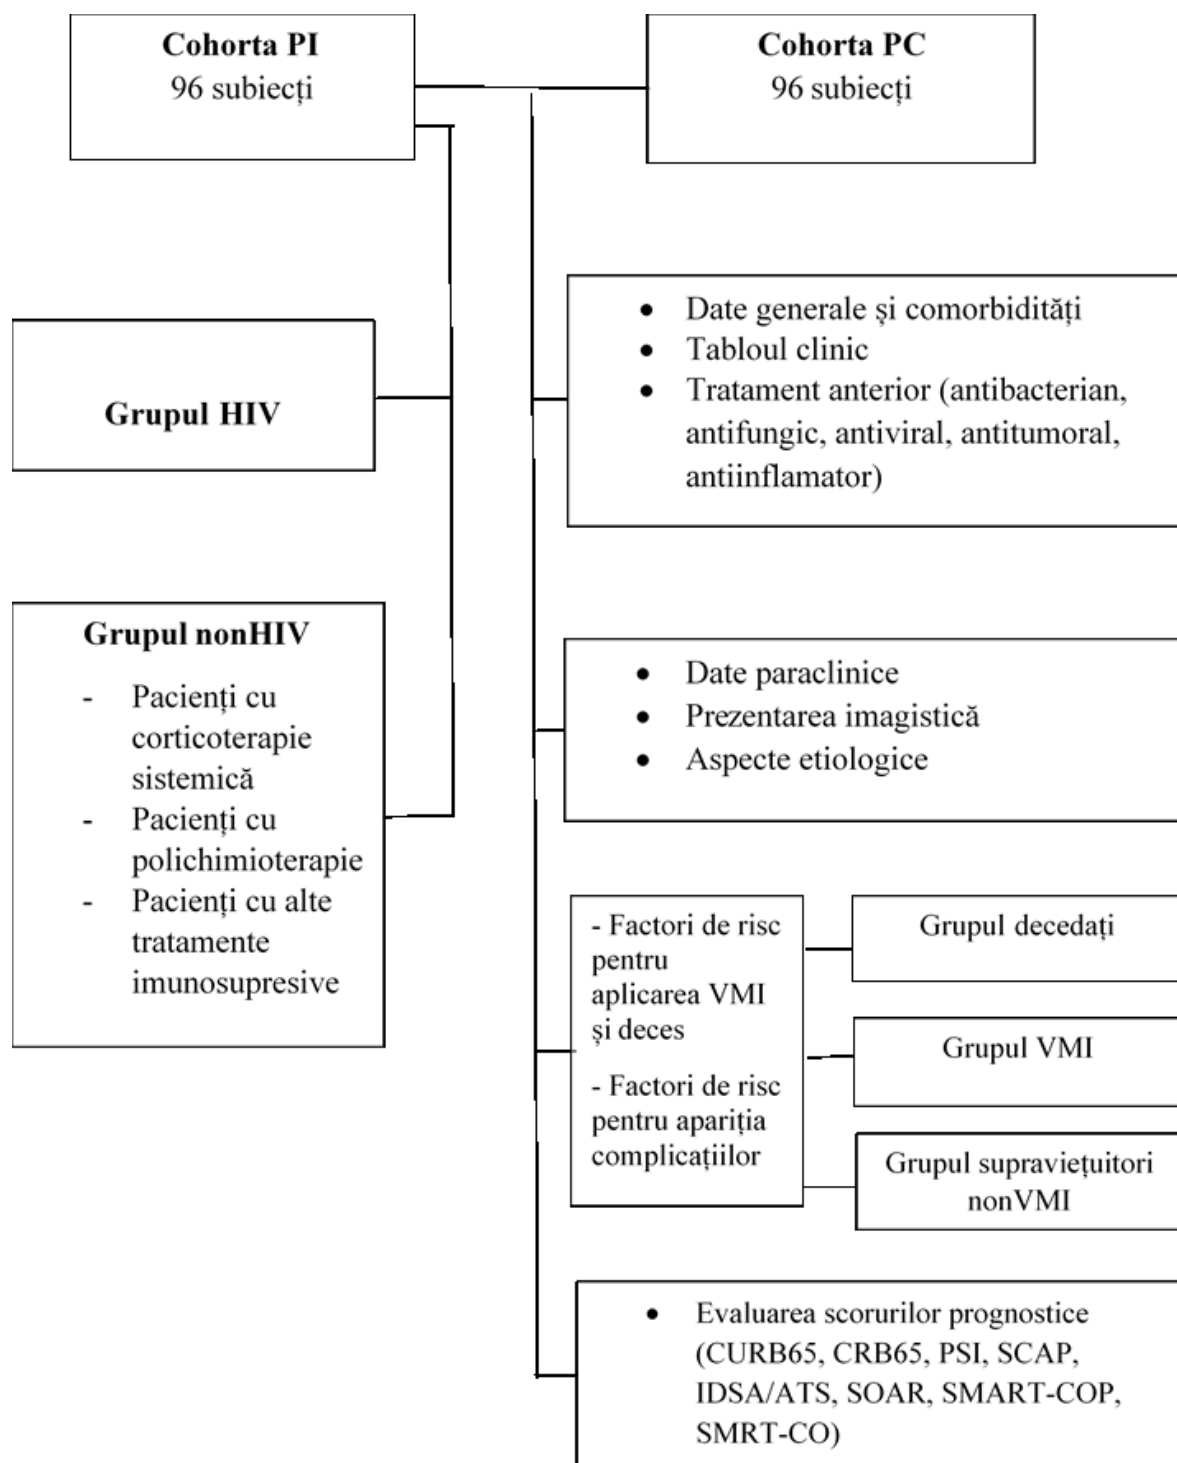 Cohorta PI
96 subiecți
Cohorta PC
96 subiecți
Grupul HIV
Grupul nonHIV
- Pacienți cu
corticoterapie
sistemică
- Pacienți cu
polichimioterapie
- Pacienți cu alte
tratamente
imunosupresive
• Date generale și comorbidități
• Tabloul clinic
• Tratament anterior (antibacterian,
antifungic, antiviral, antitumoral,
antiinflamator)
• Date paraclinice
• Prezentarea imagistică
• Aspecte etiologice
- Factori de risc
pentru
aplicarea VMI
și deces
- Factori de risc
pentru apariția
complicațiilor
Grupul decedați
Grupul VMI
Grupul supraviețuitori
nonVMI
• Evaluarea scorurilor prognostice
(CURB65, CRB65, PSI, SCAP,
IDSA/ATS, SOAR, SMART-COP,
SMRT-CO)